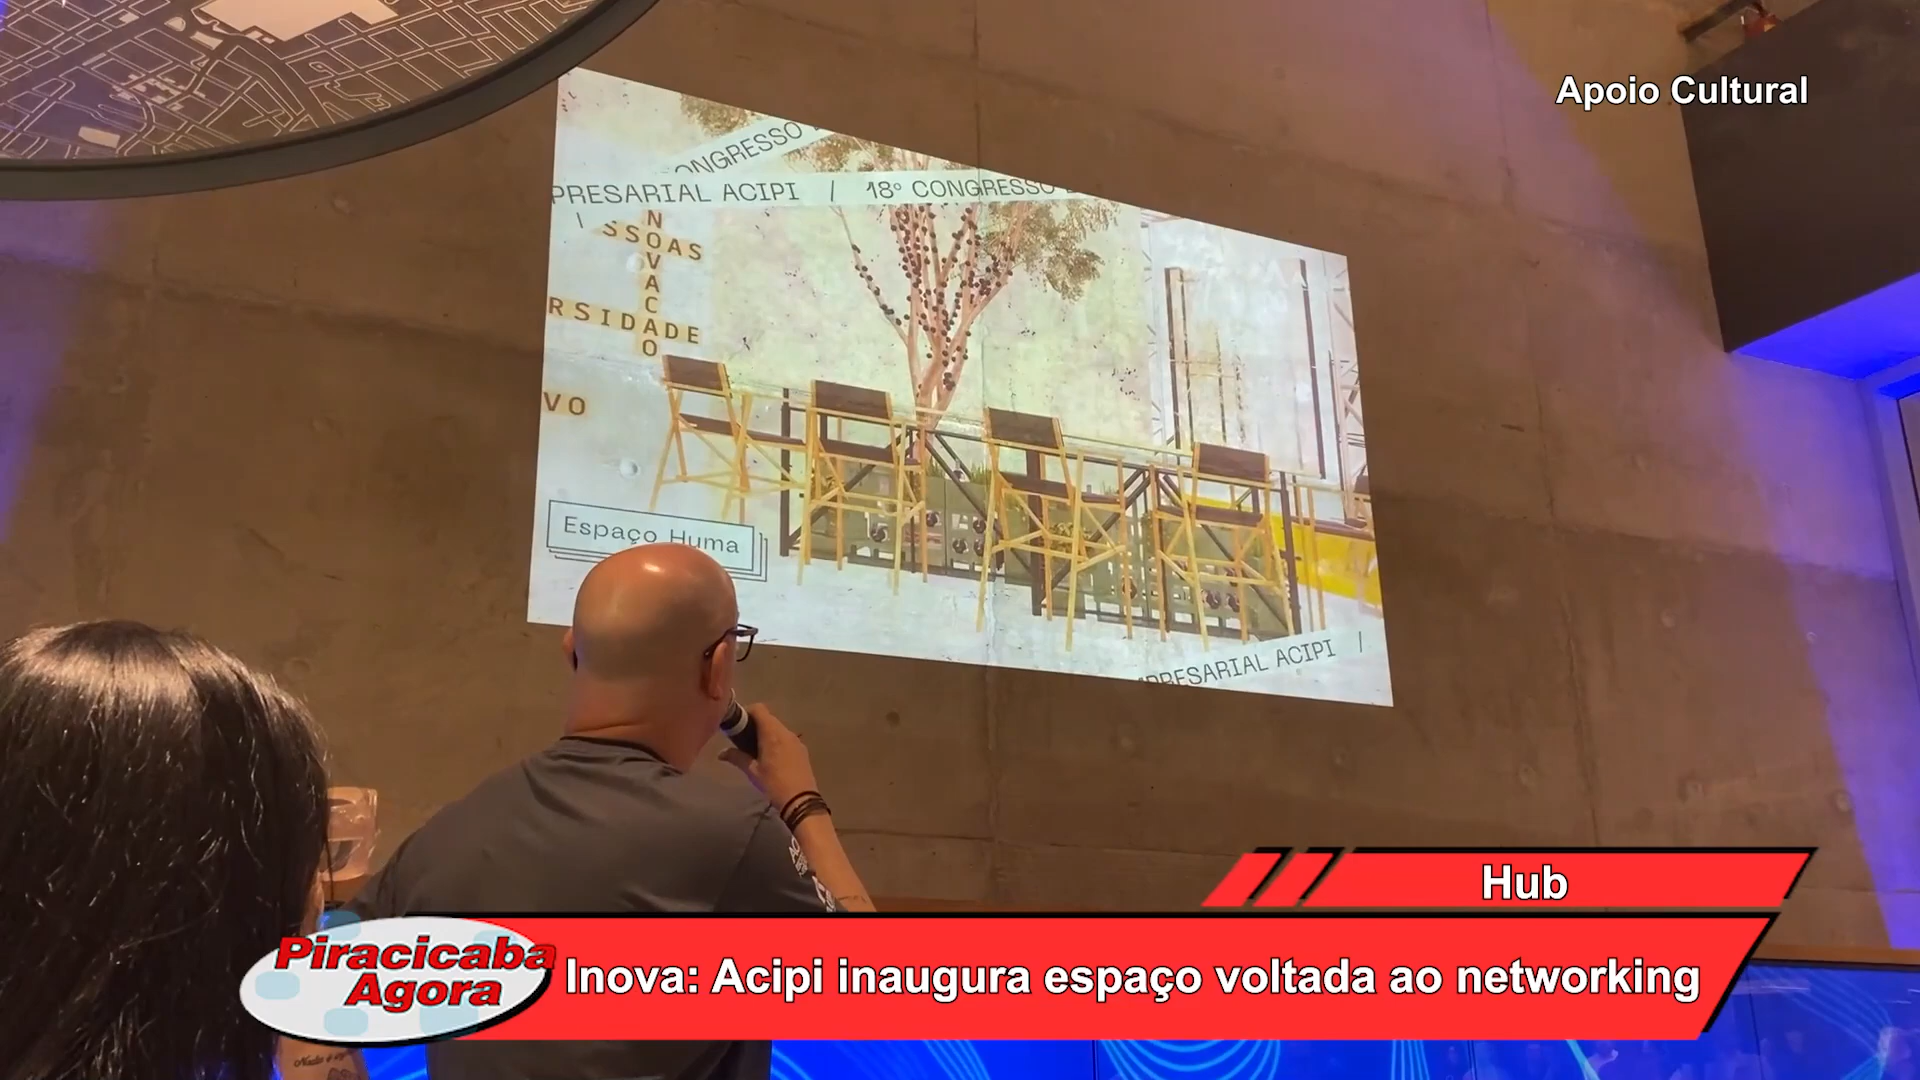 Apoio Cultural
CONGRESSO
PRESARIAL ACIPI / 18º CONGRESSO
NOVACAO
SSOAS
RSIDADE
VO
Espaço Huma
PRESARIAL ACIPI /
Hub
Piracicaba
Agora
Inova: Acipi inaugura espaço voltada ao networking